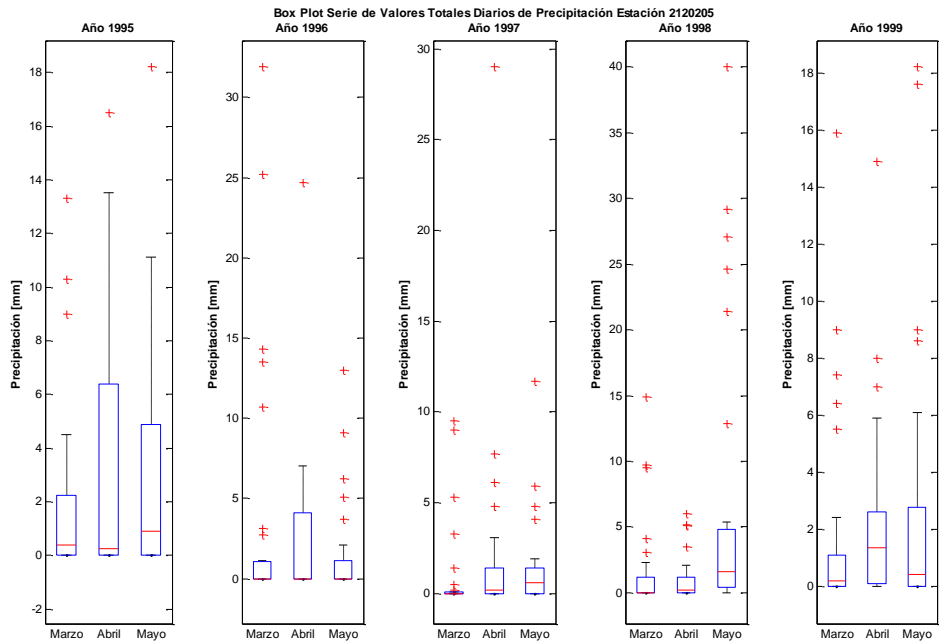 Box Plot Serie de Valores Totales Diarios de Precipitación Estación 2120205
Año 1995
Año 1996
Año 1997
Año 1998
Año 1999
Precipitación [mm]
18
16
14
12
10
8
6
4
2
0
-2
Marzo Abril Mayo
Precipitación [mm]
30
25
20
15
10
5
0
Marzo Abril Mayo
Precipitación [mm]
30
25
20
15
10
5
0
Marzo Abril Mayo
Precipitación [mm]
40
35
30
25
20
15
10
5
0
Marzo Abril Mayo
Precipitación [mm]
18
16
14
12
10
8
6
4
2
0
Marzo Abril Mayo